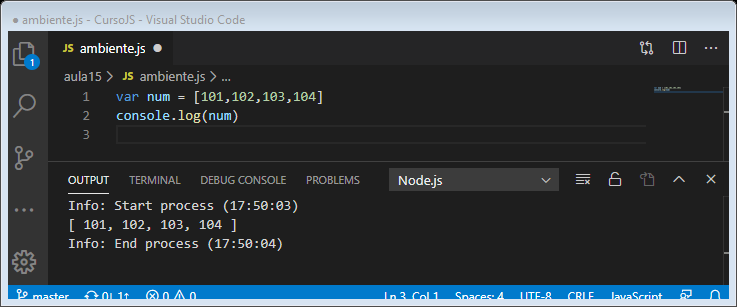 ● ambiente.js - CursoJS - Visual Studio Code
JS ambiente.js ●
1
aula15 > JS ambiente.js > ...
1 var num = [101,102,103,104]
2 console.log(num)
3
OUTPUT TERMINAL DEBUG CONSOLE PROBLEMS Node.js
Info: Start process (17:50:03)
[ 101, 102, 103, 104 ]
Info: End process (17:50:04)
master 0↓ 1↑ 0 0 Ln 3, Col 1 Spaces: 4 UTF-8 CRLF JavaScript